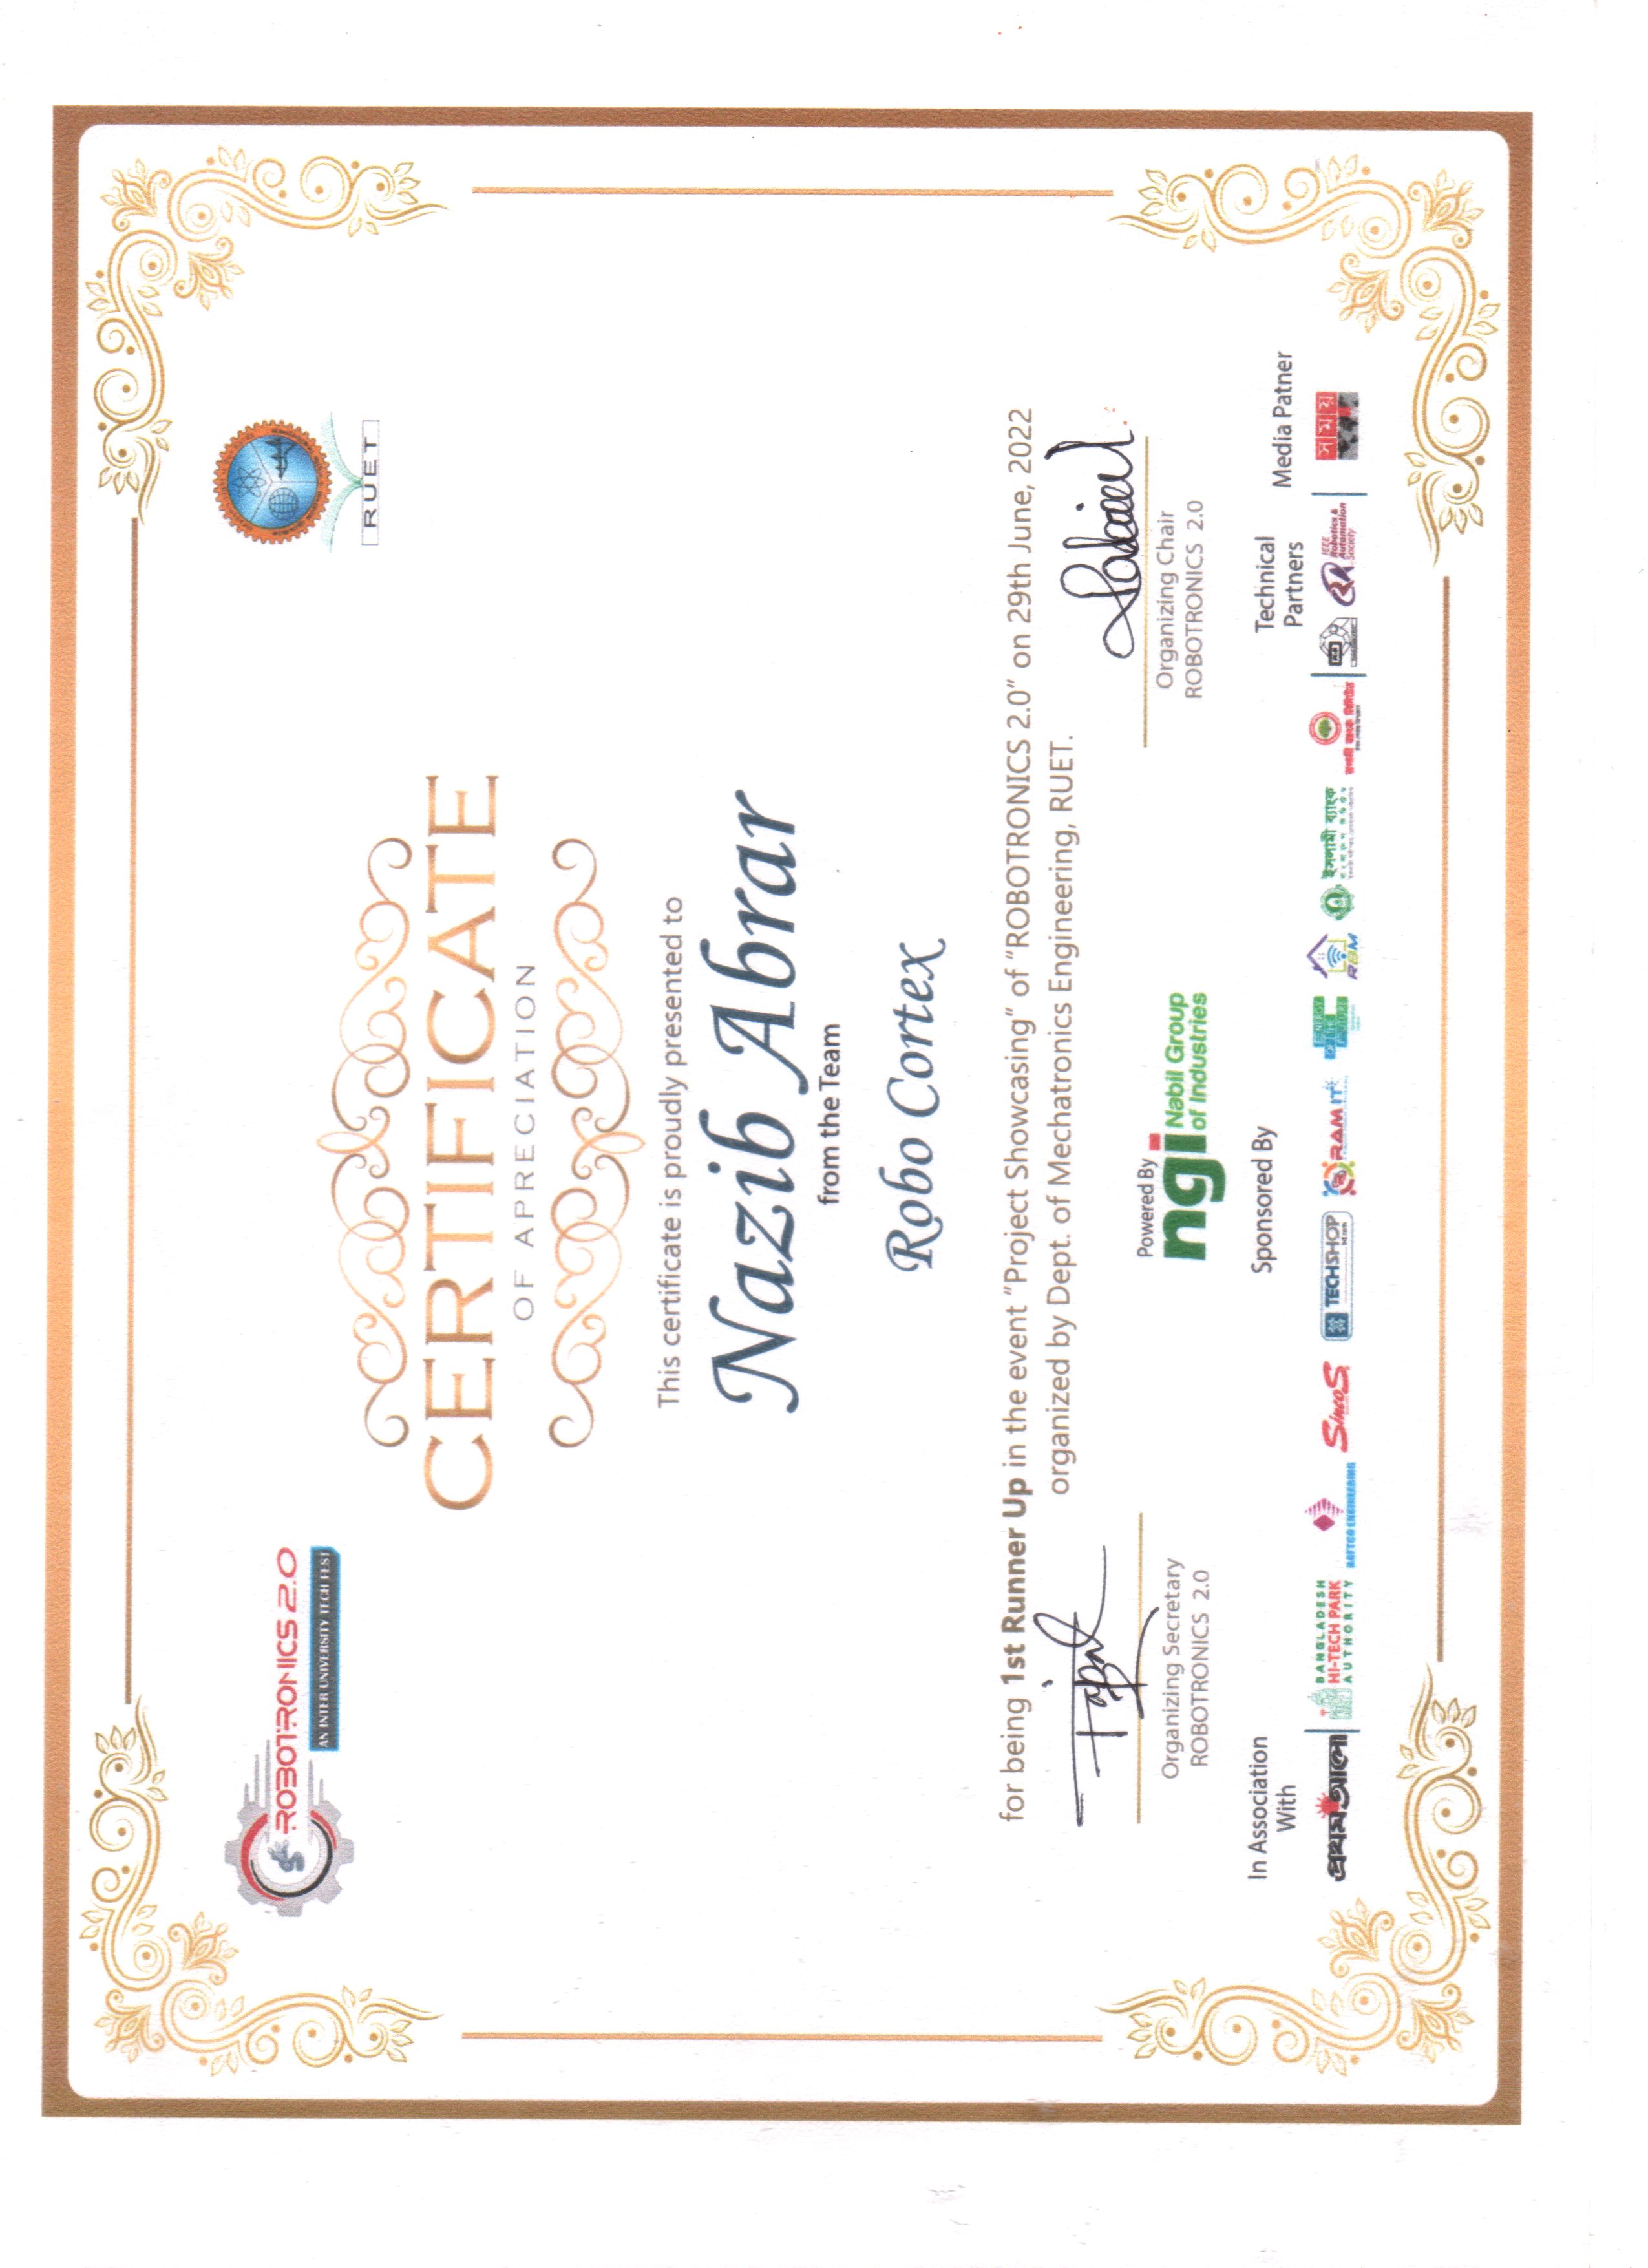 ROBOTRONICS 2.0
AN INTER UNIVERSITY TECH FEST
RUET
CERTIFICATE
OF APRECIATION
This certificate is proudly presented to
Nazib Abrar
from the Team
Robo Cortex
for being 1st Runner Up in the event "Project Showcasing" of "ROBOTRONICS 2.0" on 29th June, 2022
organized by Dept. of Mechatronics Engineering, RUET.
Organizing Secretary
ROBOTRONICS 2.0
Powered By
ngi Nabil Group
of Industries
Organizing Chair
ROBOTRONICS 2.0
In Association
With
Sponsored By
Technical
Partners
Media Patner
প্রথম আলো
BANGLADESH
HI-TECH PARK
AUTHORITY
BATTCO ENGINEERING
SincoS
TECHSHOP
RAM IT
ENERGY
OF THE
FUTURE
RBM
ইসলামী ব্যাংক
রূপালী ব্যাংক লিমিটেড
IEEE
Robotics &
Automation
Society
সময়